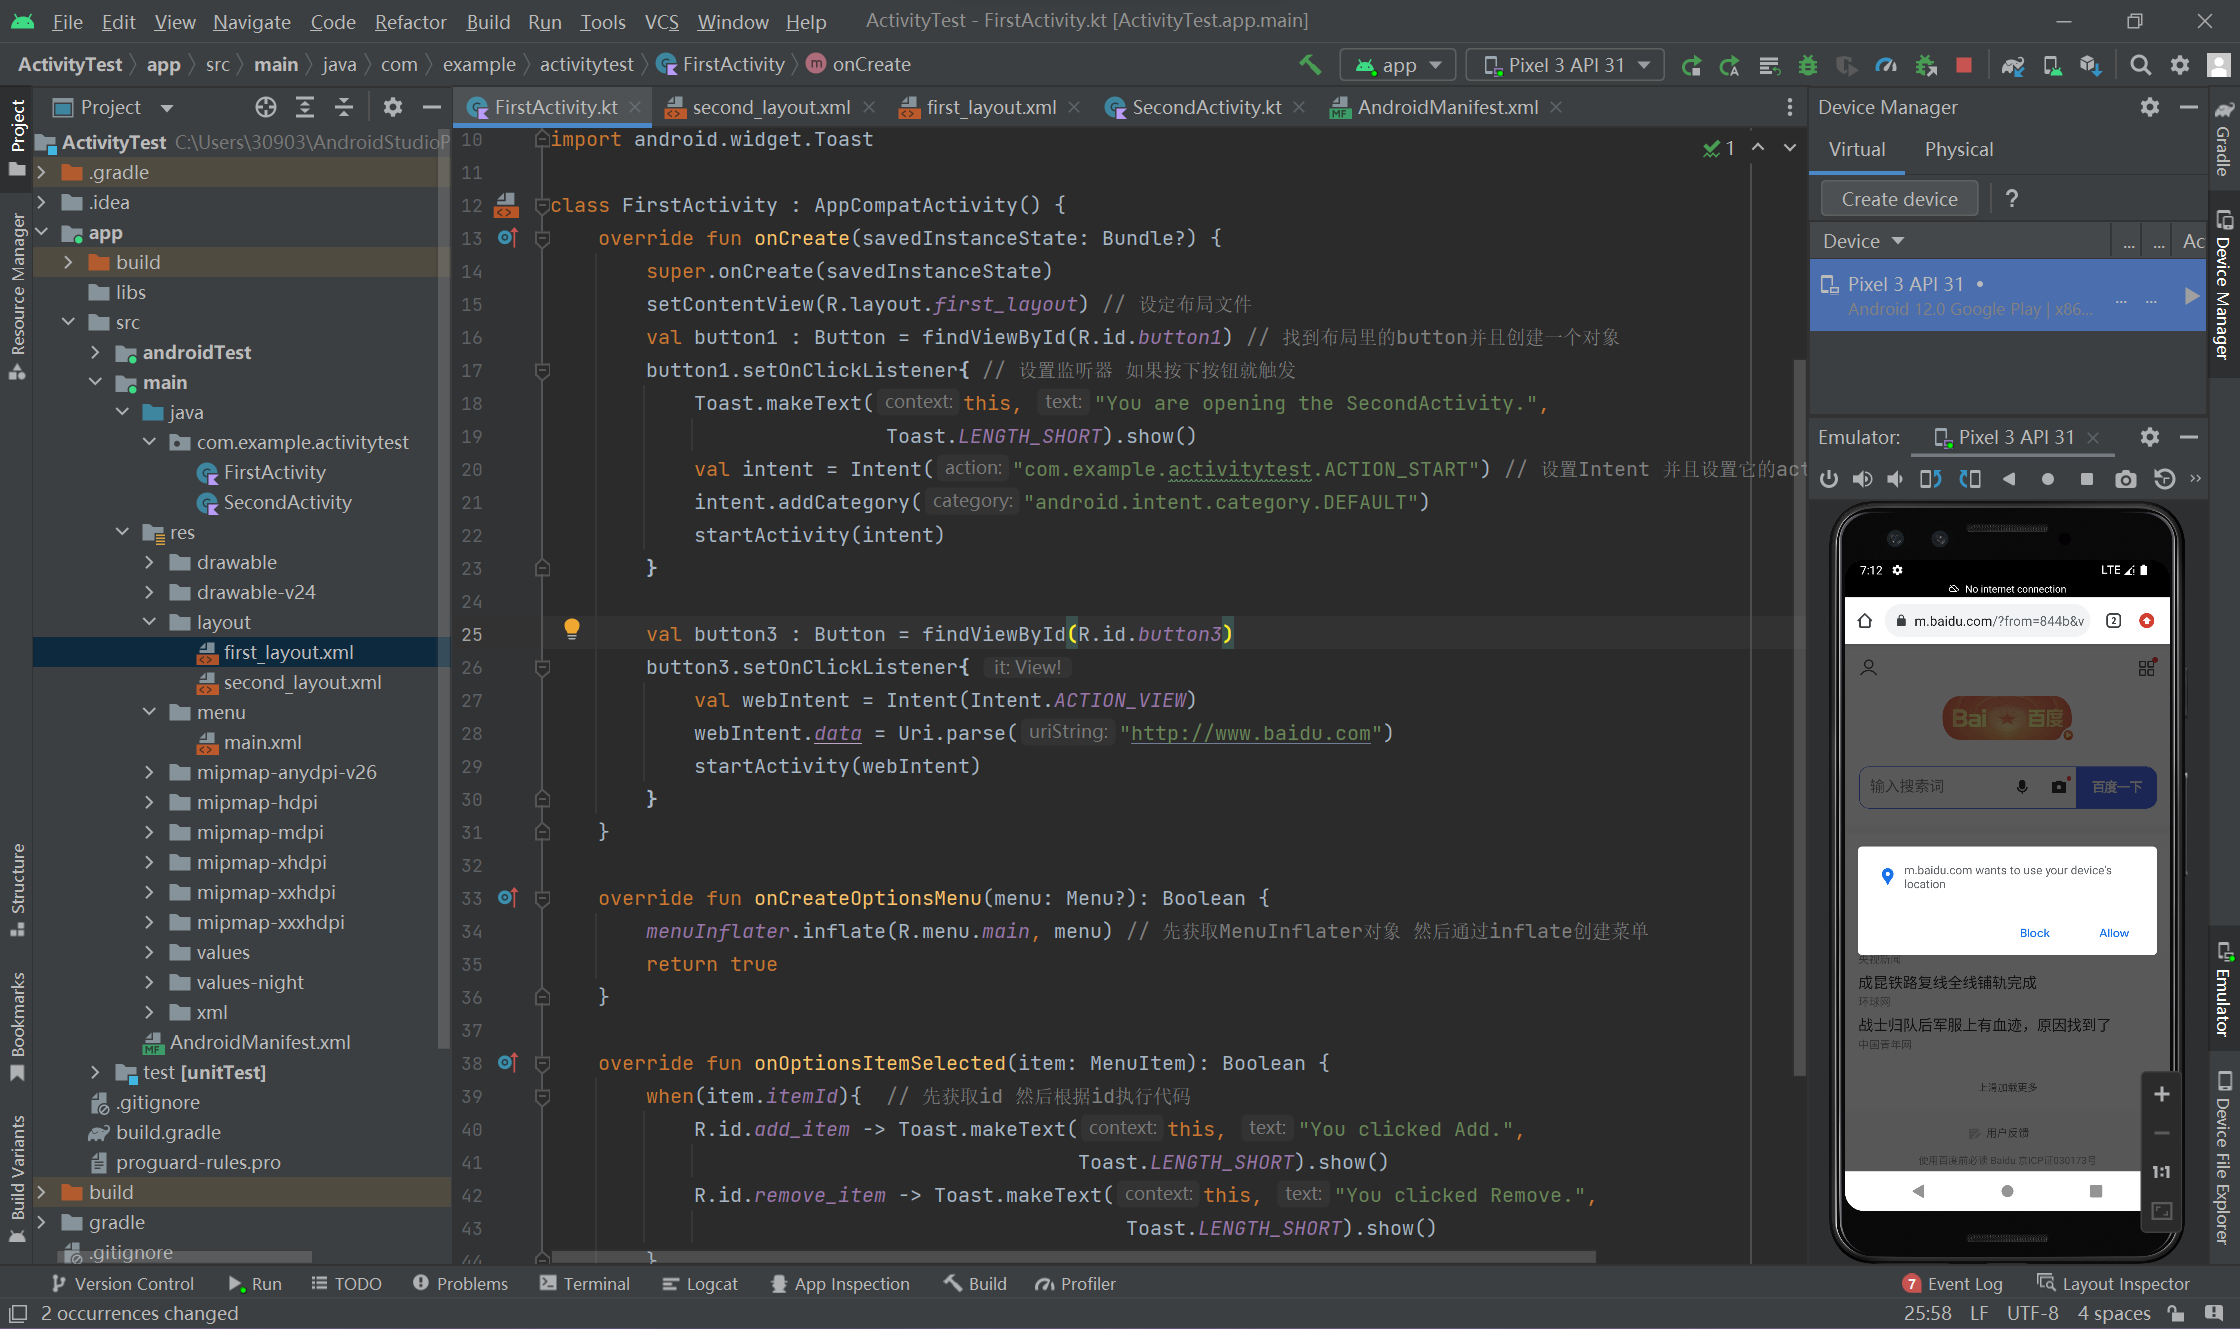 File Edit View Navigate Code Refactor Build Run Tools VCS Window Help ActivityTest - FirstActivity.kt [ActivityTest.app.main]
ActivityTest app src main java com example activitytest FirstActivity onCreate app Pixel 3 API 31
Project
FirstActivity.kt second_layout.xml first_layout.xml SecondActivity.kt AndroidManifest.xml
Project
Resource Manager
Structure
Bookmarks
Build Variants
ActivityTest C:\Users\30903\AndroidStudioP
.gradle
.idea
app
build
libs
src
androidTest
main
java
com.example.activitytest
FirstActivity
SecondActivity
res
drawable
drawable-v24
layout
first_layout.xml
second_layout.xml
menu
main.xml
mipmap-anydpi-v26
mipmap-hdpi
mipmap-mdpi
mipmap-xhdpi
mipmap-xxhdpi
mipmap-xxxhdpi
values
values-night
xml
AndroidManifest.xml
test [unitTest]
.gitignore
build.gradle
proguard-rules.pro
build
gradle
.gitignore
1
10 import android.widget.Toast
11
12 class FirstActivity : AppCompatActivity() {
13 override fun onCreate(savedInstanceState: Bundle?) {
14 super.onCreate(savedInstanceState)
15 setContentView(R.layout.first_layout) // 设定布局文件
16 val button1 : Button = findViewById(R.id.button1) // 找到布局里的button并且创建一个对象
17 button1.setOnClickListener{ // 设置监听器 如果按下按钮就触发
18 Toast.makeText( context: this, text: "You are opening the SecondActivity.",
19 Toast.LENGTH_SHORT).show()
20 val intent = Intent( action: "com.example.activitytest.ACTION_START") // 设置Intent 并且设置它的act
21 intent.addCategory( category: "android.intent.category.DEFAULT")
22 startActivity(intent)
23 }
24
25 val button3 : Button = findViewById(R.id.button3)
26 button3.setOnClickListener{ it: View!
27 val webIntent = Intent(Intent.ACTION_VIEW)
28 webIntent.data = Uri.parse( uriString: "http://www.baidu.com")
29 startActivity(webIntent)
30 }
31 }
32
33 override fun onCreateOptionsMenu(menu: Menu?): Boolean {
34 menuInflater.inflate(R.menu.main, menu) // 先获取MenuInflater对象 然后通过inflate创建菜单
35 return true
36 }
37
38 override fun onOptionsItemSelected(item: MenuItem): Boolean {
39 when(item.itemId){ // 先获取id 然后根据id执行代码
40 R.id.add_item -> Toast.makeText( context: this, text: "You clicked Add.",
41 Toast.LENGTH_SHORT).show()
42 R.id.remove_item -> Toast.makeText( context: this, text: "You clicked Remove.",
43 Toast.LENGTH_SHORT).show()
44 }
Device Manager
Virtual Physical
Create device ?
Device ... ... Ac
Pixel 3 API 31
Android 12.0 Google Play | x86... ... ...
Emulator: Pixel 3 API 31
7:12 LTE
No internet connection
m.baidu.com/?from=844b&v 2
Bai 百度
输入搜索词 百度一下
m.baidu.com wants to use your device's
location
Block Allow
央视新闻
成昆铁路复线全线铺轨完成
环球网
战士归队后军服上有血迹，原因找到了
中国青年网
上滑加载更多
用户反馈
使用百度前必读 Baidu 京ICP证030173号
1:1
Gradle
Device Manager
Emulator
Device File Explorer
Version Control Run TODO Problems Terminal Logcat App Inspection Build Profiler 7 Event Log Layout Inspector
2 occurrences changed 25:58 LF UTF-8 4 spaces